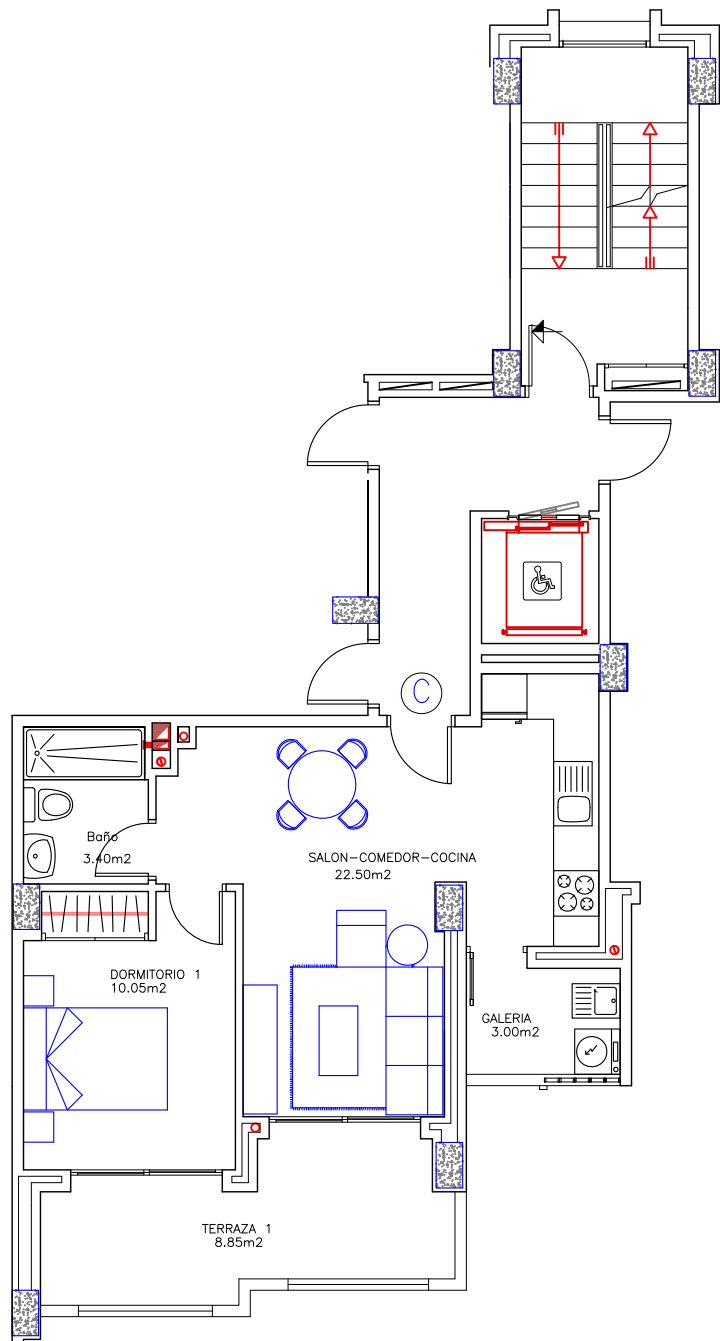 C
Baño
3.40m2
SALON-COMEDOR-COCINA
22.50m2
DORMITORIO 1
10.05m2
GALERIA
3.00m2
TERRAZA 1
8.85m2